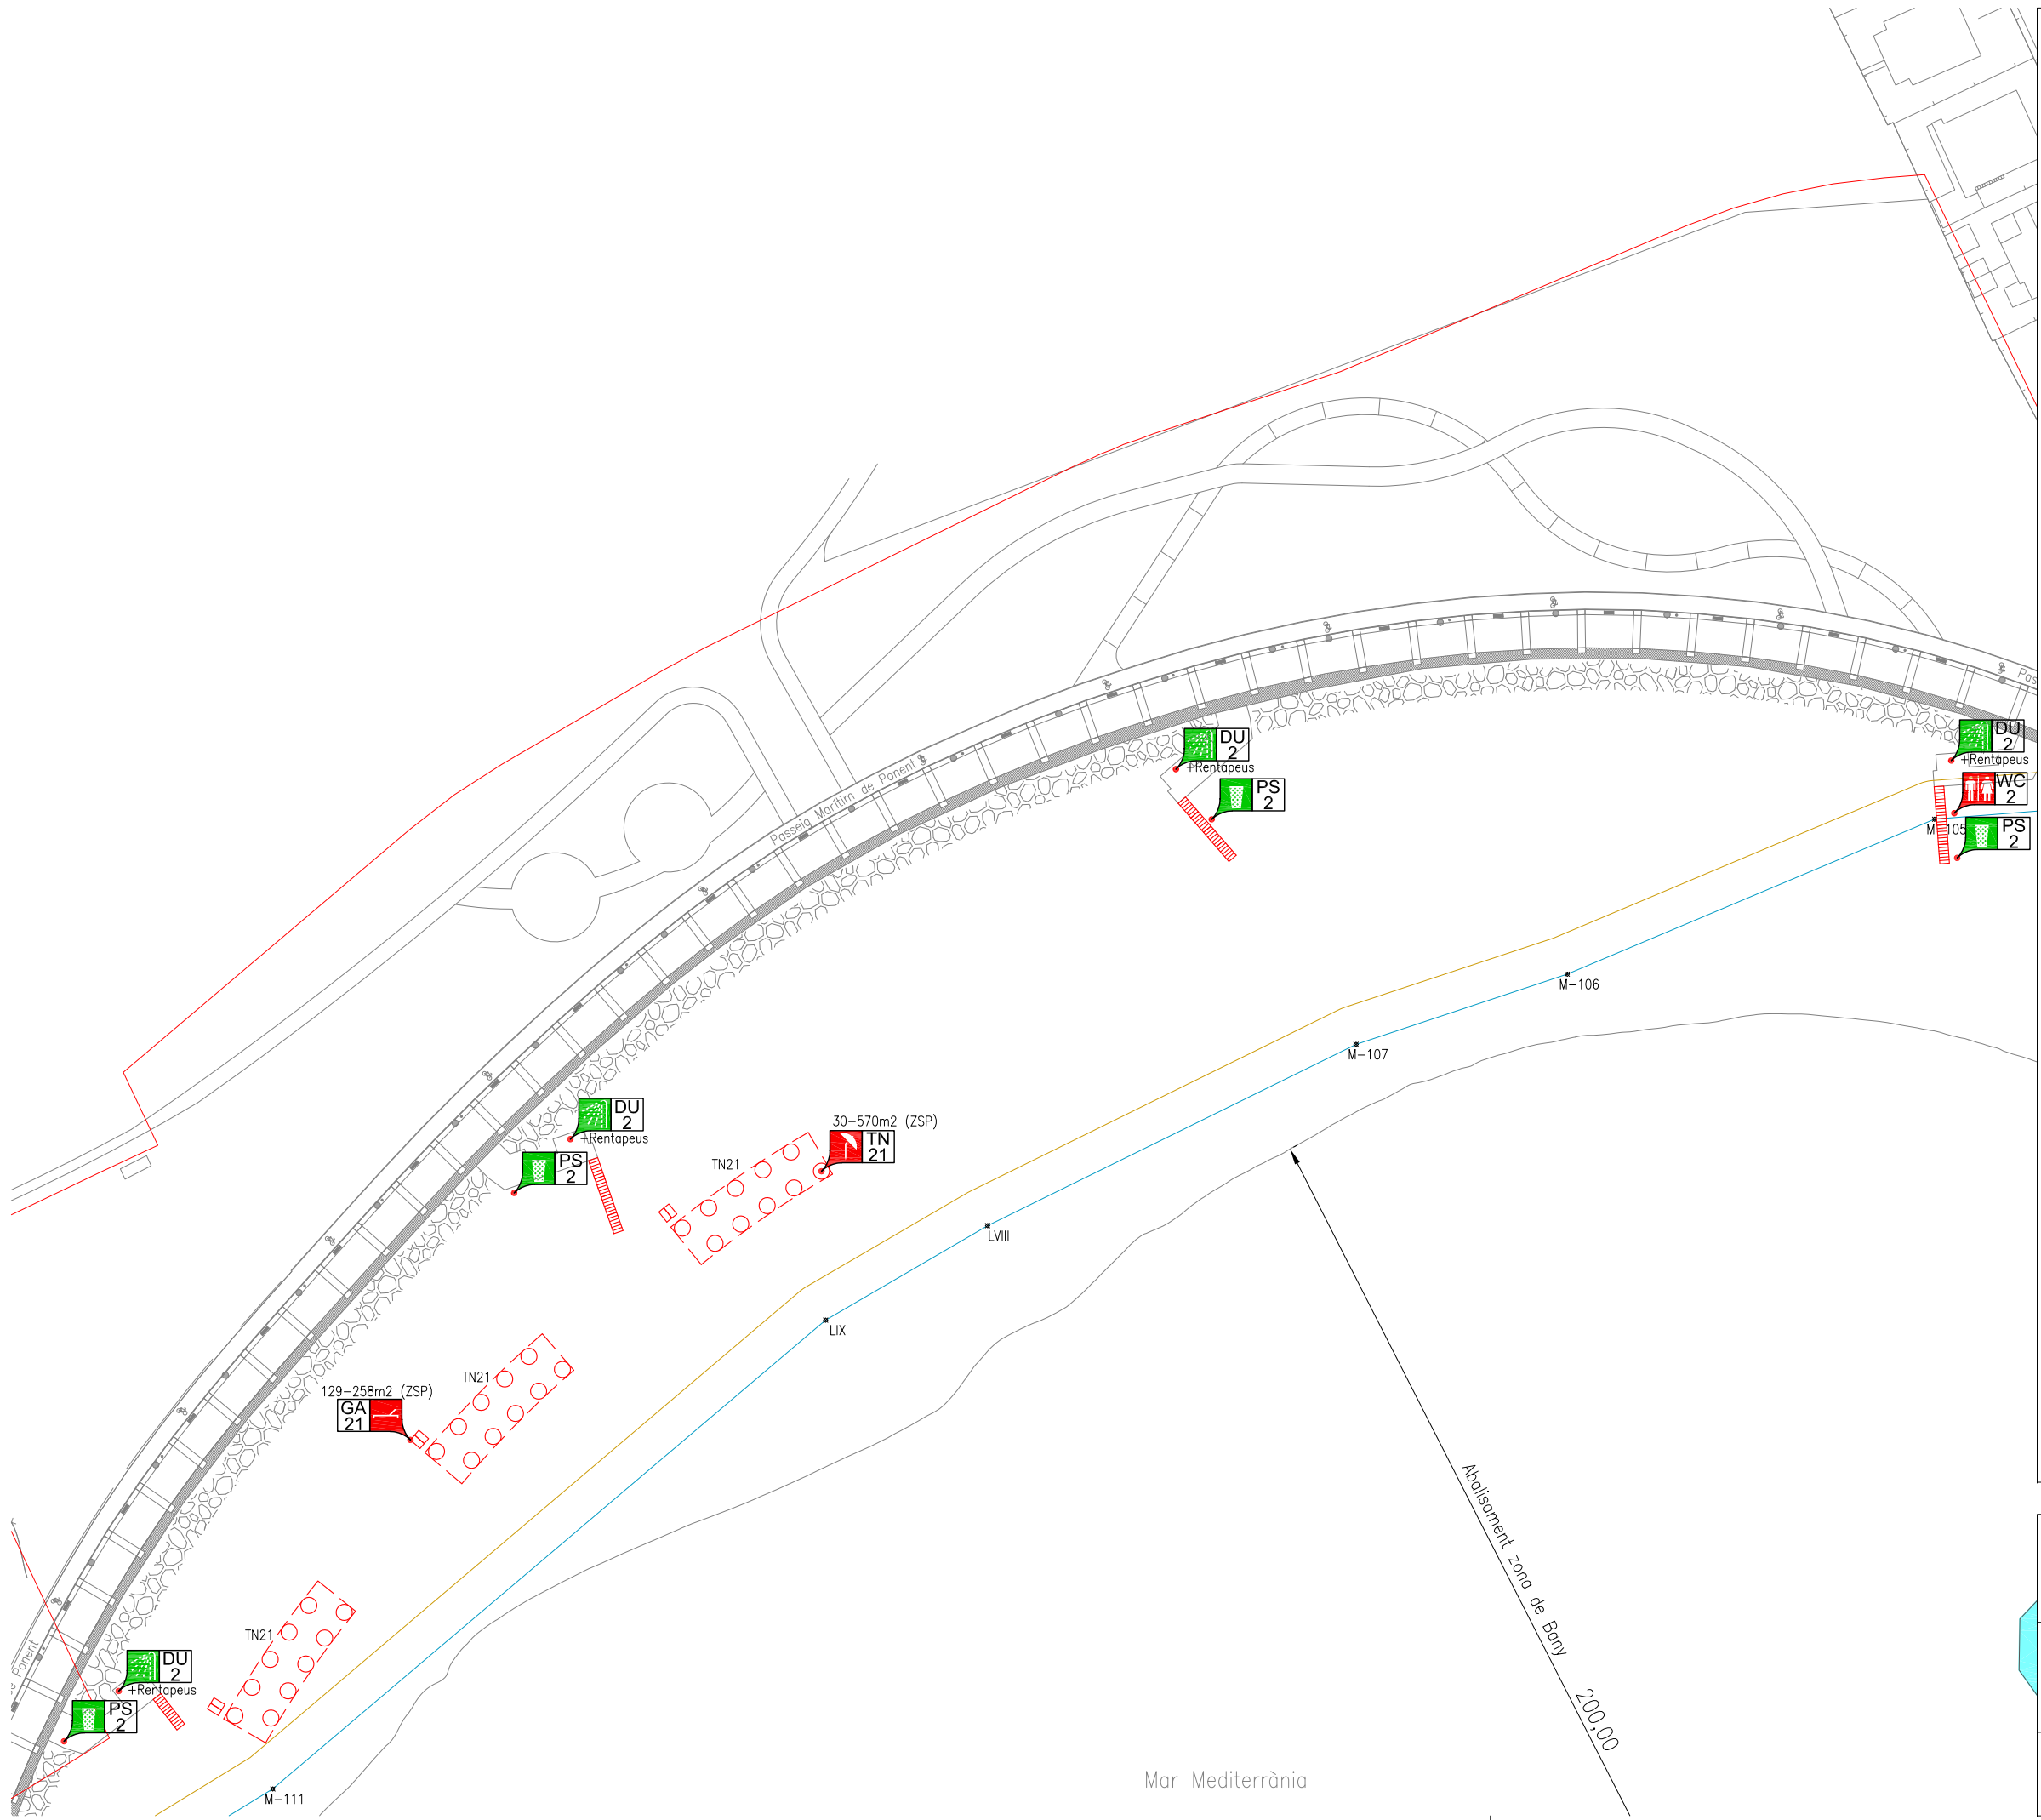 Passeig Marítim de Ponent
Pas
DU
2
+Rentapeus
PS
2
DU
2
+Rentapeus
WC
2
M-105
PS
2
M-106
M-107
DU
2
+Rentapeus
PS
2
30-570m2 (ZSP)
TN
21
TN21
LVIII
LIX
TN21
129-258m2 (ZSP)
GA
21
Abalisament zona de Bany
200,00
TN21
Ponent
DU
2
+Rentapeus
PS
2
M-111
Mar Mediterrània